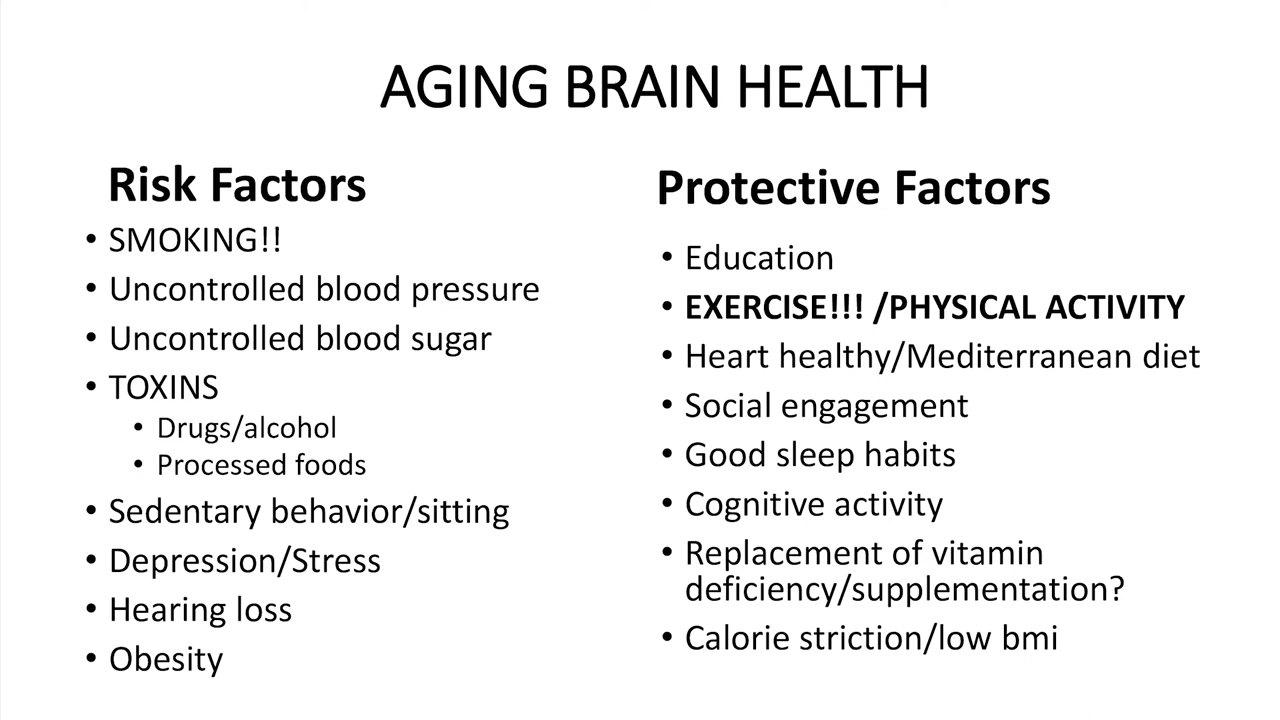 AGING BRAIN HEALTH
Risk Factors
• SMOKING!!
• Uncontrolled blood pressure
• Uncontrolled blood sugar
• TOXINS
• Drugs/alcohol
• Processed foods
• Sedentary behavior/sitting
• Depression/Stress
• Hearing loss
• Obesity
Protective Factors
• Education
• EXERCISE!!! /PHYSICAL ACTIVITY
• Heart healthy/Mediterranean diet
• Social engagement
• Good sleep habits
• Cognitive activity
• Replacement of vitamin
deficiency/supplementation?
• Calorie striction/low bmi